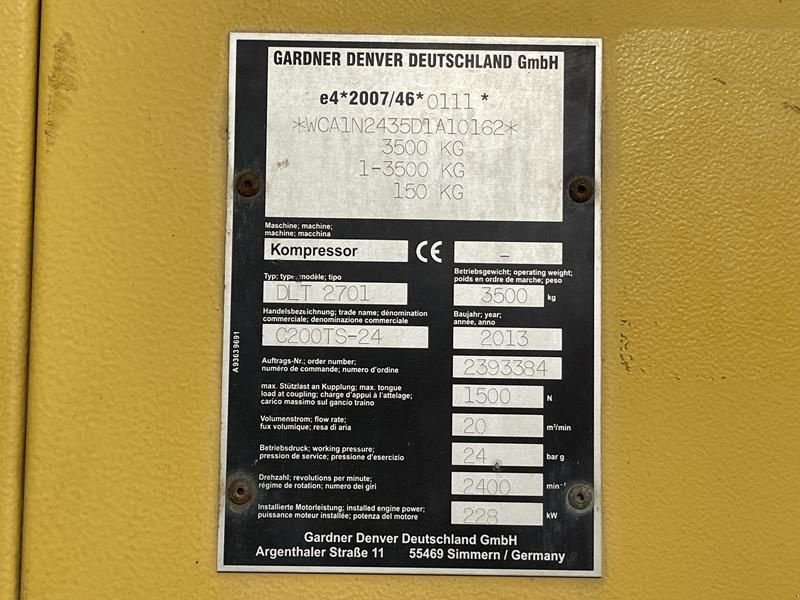 GARDNER DENVER DEUTSCHLAND GmbH
e4*2007/46*0111 *
*WCA1N2435D1A10162*
3500 KG
1-3500 KG
150 KG
Maschine; machine;
machine; macchina
Kompressor CE –
Typ; type, modèle; tipo
DLT 2701
Betriebsgewicht; operating weight;
poids en ordre de marche; peso
3500 kg
Handelsbezeichnung; trade name; dénomination
commerciale; denominazione commerciale
C200TS-24
Baujahr; year;
année, anno
2013
Auftrags-Nr.; order number;
numéro de commande; numero d'ordine
2393384
max. Stützlast an Kupplung; max. tongue
load at coupling; charge d'appui à l'attelage;
carico massimo sul gancio traino
1500 N
Volumenstrom; flow rate;
fux volumique; resa di aria
20 m³/min
Betriebsdruck; working pressure;
pression de service; pressione d'esercizio
24 bar g
Drehzahl; revolutions per minute;
régime de rotation; numero dei giri
2400 min⁻¹
Installierte Motorleistung; installed engine power;
puissance moteur installée; potenza del motore
228 kW
Gardner Denver Deutschland GmbH
Argenthaler Straße 11 55469 Simmern / Germany
A93639691